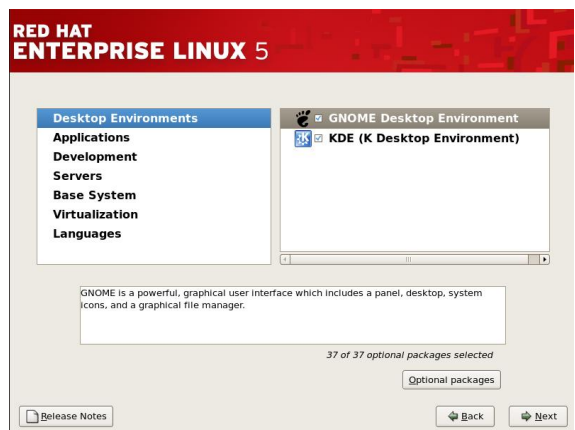 RED HAT
ENTERPRISE LINUX 5
Desktop Environments
Applications
Development
Servers
Base System
Virtualization
Languages
GNOME Desktop Environment
KDE (K Desktop Environment)
GNOME is a powerful, graphical user interface which includes a panel, desktop, system
icons, and a graphical file manager.
37 of 37 optional packages selected
Optional packages
Release Notes
Back
Next